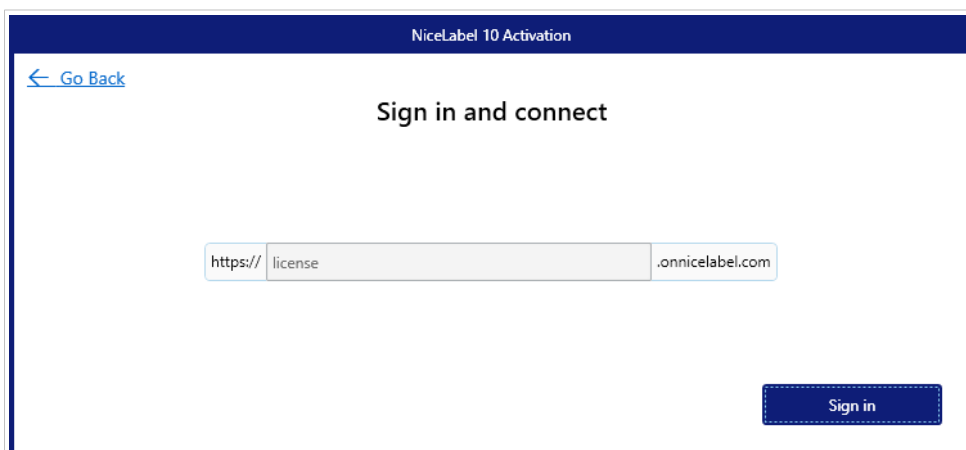 NiceLabel 10 Activation
← Go Back
Sign in and connect
https:// license .onnicelabel.com
Sign in